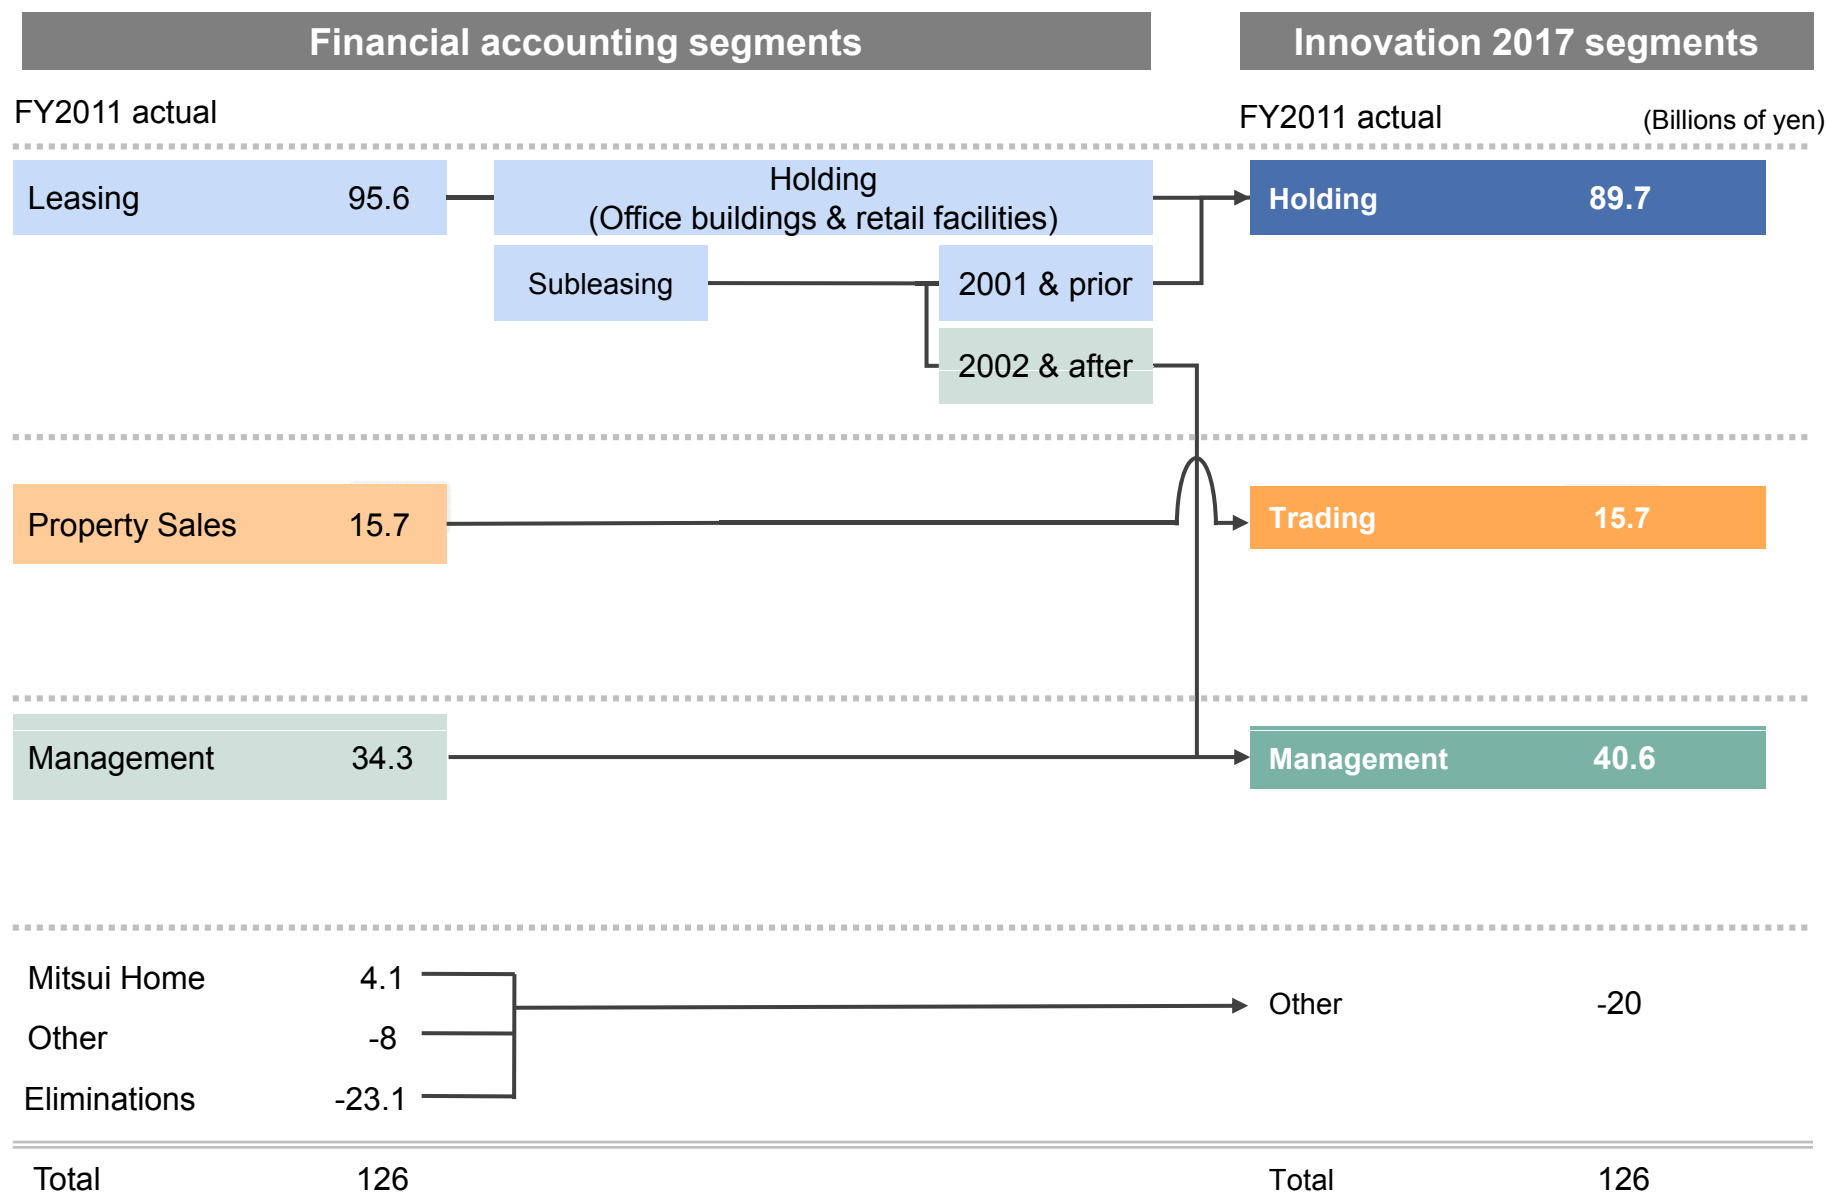 Financial accounting segments
Innovation 2017 segments
FY2011 actual
FY2011 actual
(Billions of yen)
Leasing 95.6
Holding
(Office buildings & retail facilities)
Holding 89.7
Subleasing
2001 & prior
2002 & after
Property Sales 15.7
Trading 15.7
Management 34.3
Management 40.6
Mitsui Home 4.1
Other -20
Other -8
Eliminations -23.1
Total 126
Total 126